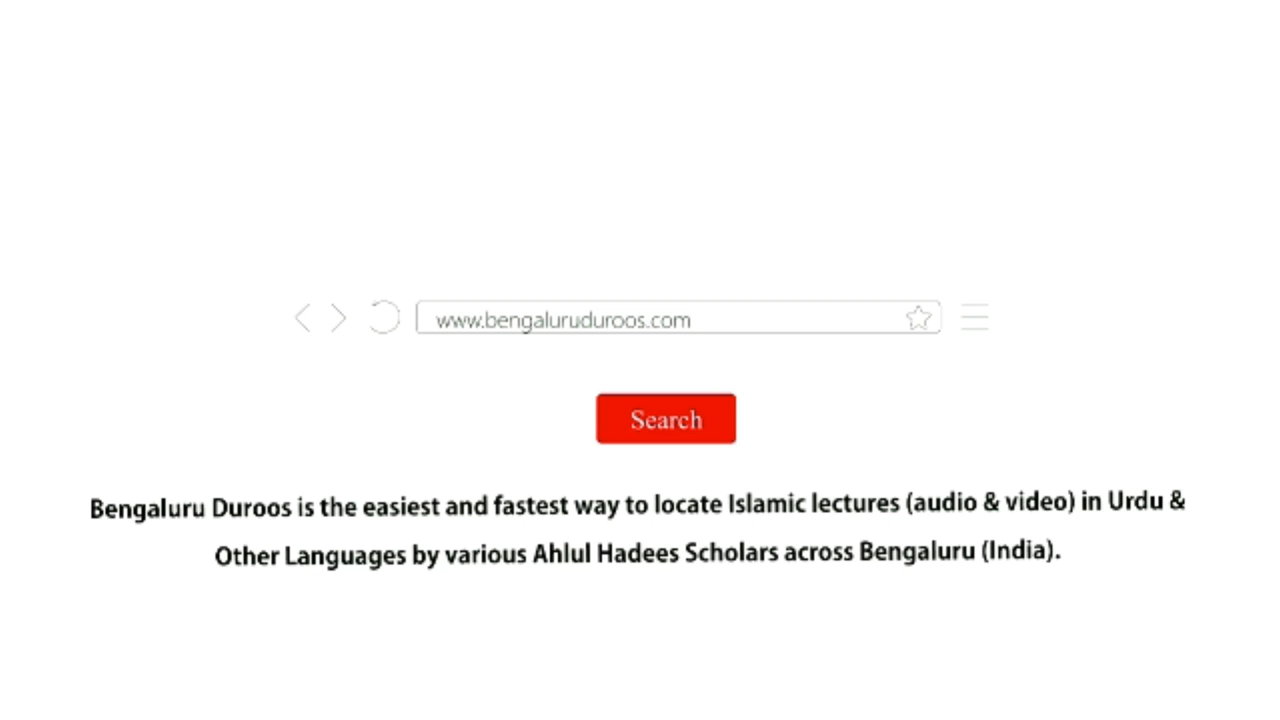 www.bengaluruduroos.com
Search
Bengaluru Duroos is the easiest and fastest way to locate Islamic lectures (audio & video) in Urdu &
Other Languages by various Ahlul Hadees Scholars across Bengaluru (India).